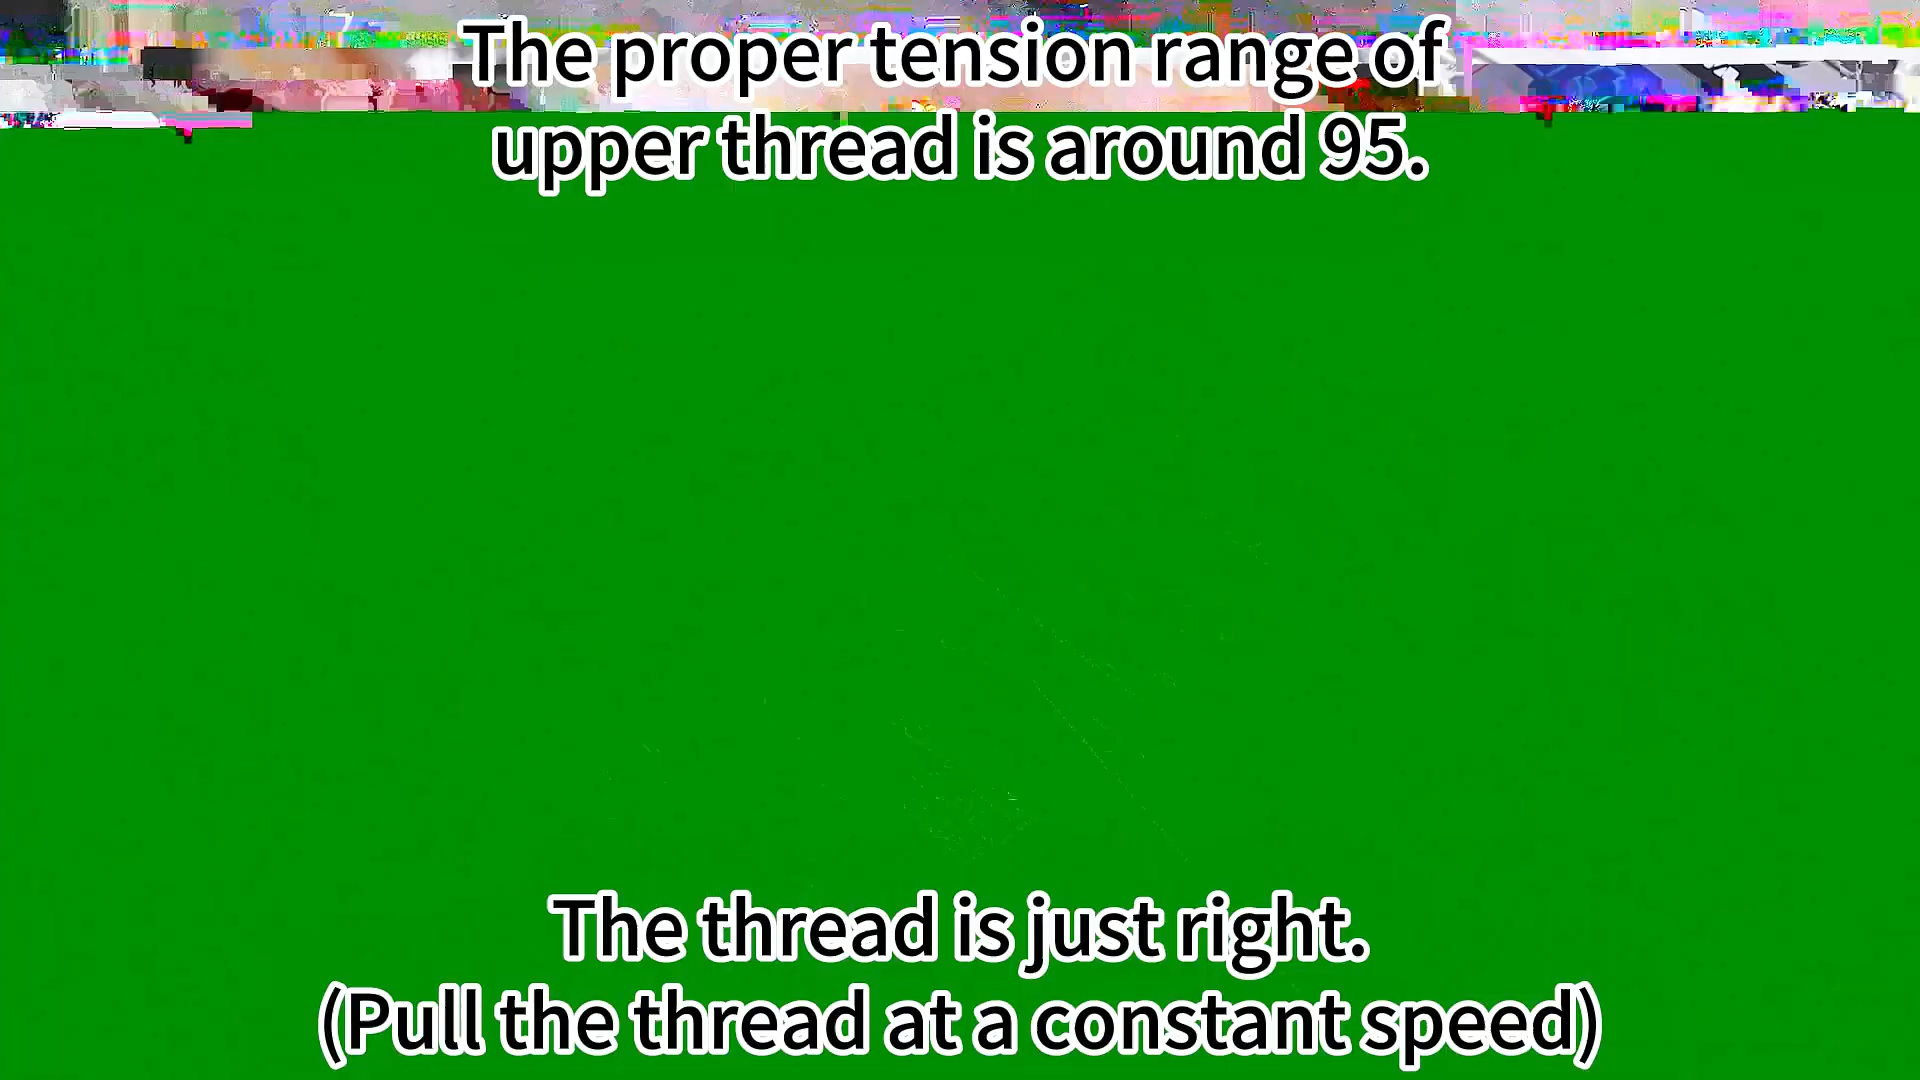 The proper tension range of
upper thread is around 95.
The thread is just right.
(Pull the thread at a constant speed)